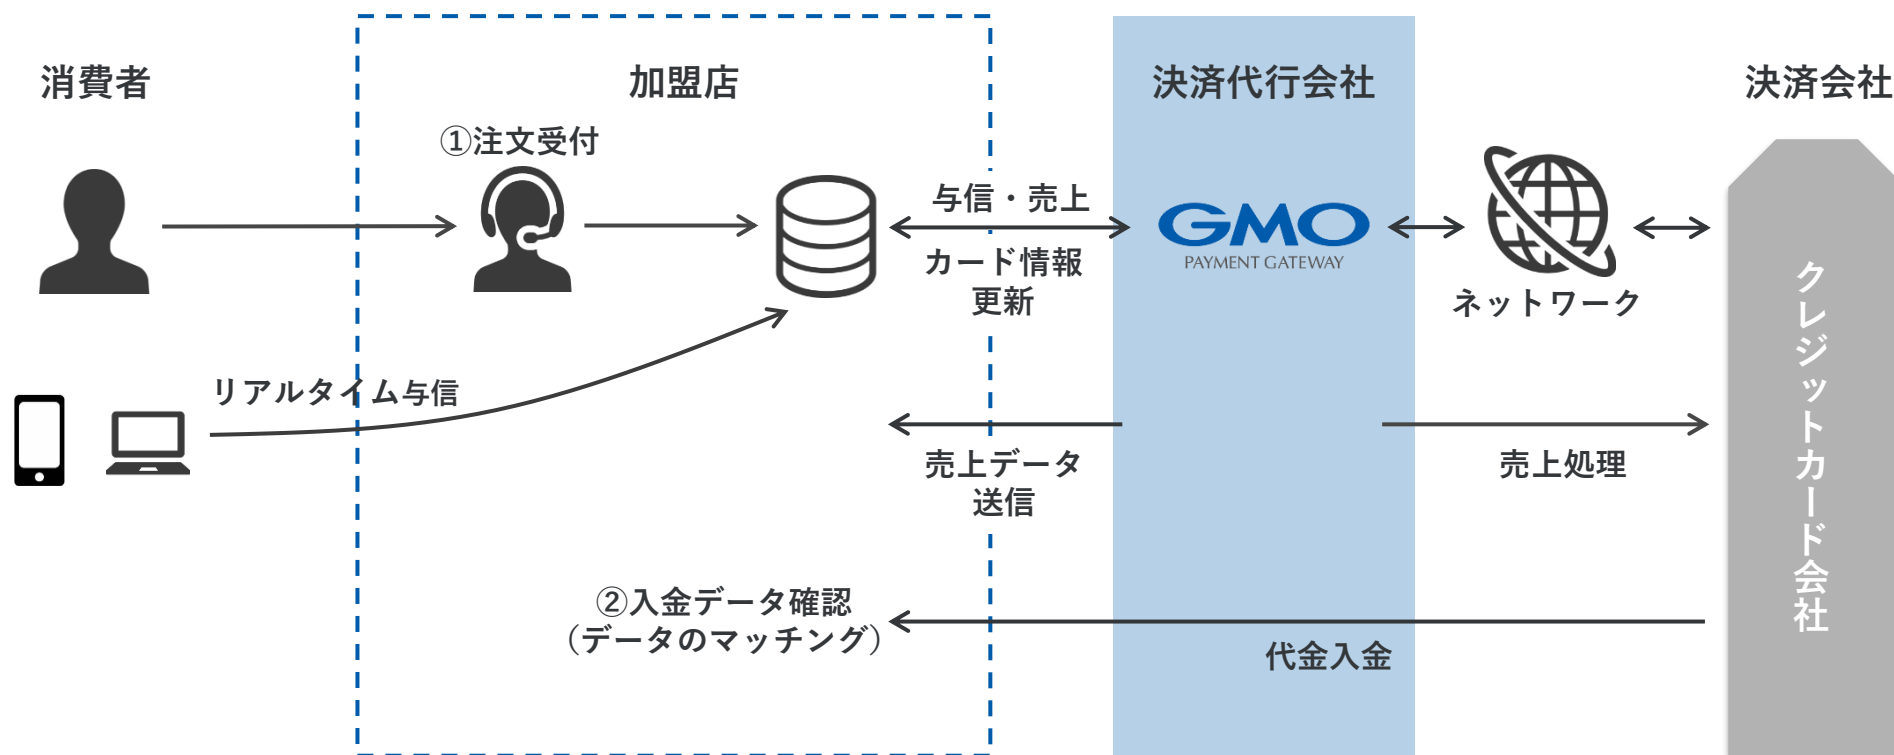 消費者
加盟店
決済代行会社
決済会社
①注文受付
与信・売上
カード情報
更新
GMO
PAYMENT GATEWAY
ネットワーク
クレジットカード会社
リアルタイム与信
売上データ
送信
売上処理
②入金データ確認
（データのマッチング）
代金入金